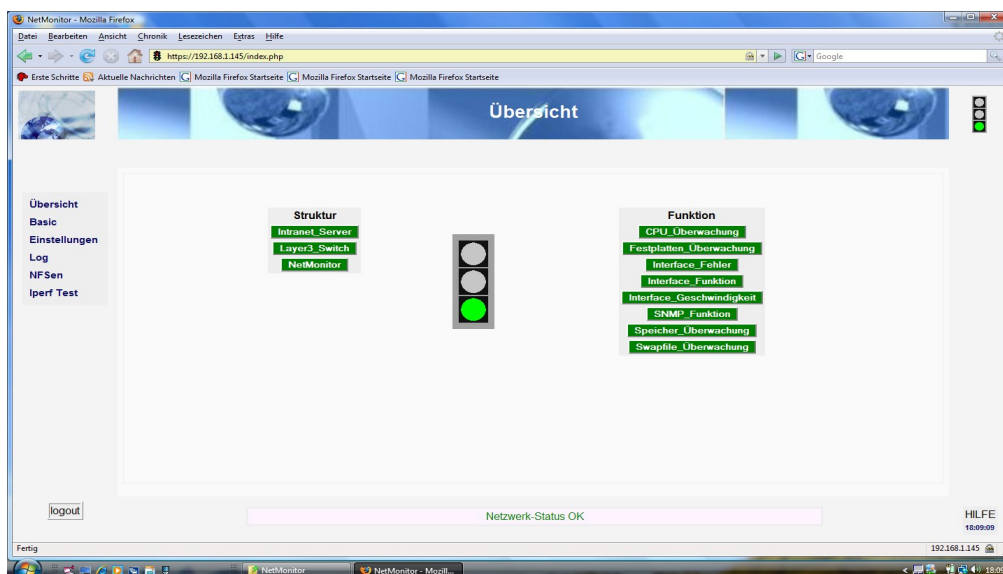 NetMonitor - Mozilla Firefox
Datei Bearbeiten Ansicht Chronik Lesezeichen Extras Hilfe
https://192.168.1.145/index.php
Google
Erste Schritte Aktuelle Nachrichten Mozilla Firefox Startseite Mozilla Firefox Startseite Mozilla Firefox Startseite
Übersicht
Übersicht
Basic
Einstellungen
Log
NFSen
Iperf Test
Struktur
Intranet_Server
Layer3_Switch
NetMonitor
Funktion
CPU_Überwachung
Festplatten_Überwachung
Interface_Fehler
Interface_Funktion
Interface_Geschwindigkeit
SNMP_Funktion
Speicher_Überwachung
Swapfile_Überwachung
logout
Netzwerk-Status OK
HILFE
18:09:09
Fertig
192.168.1.145
NetMonitor
NetMonitor - Mozill...
18:09